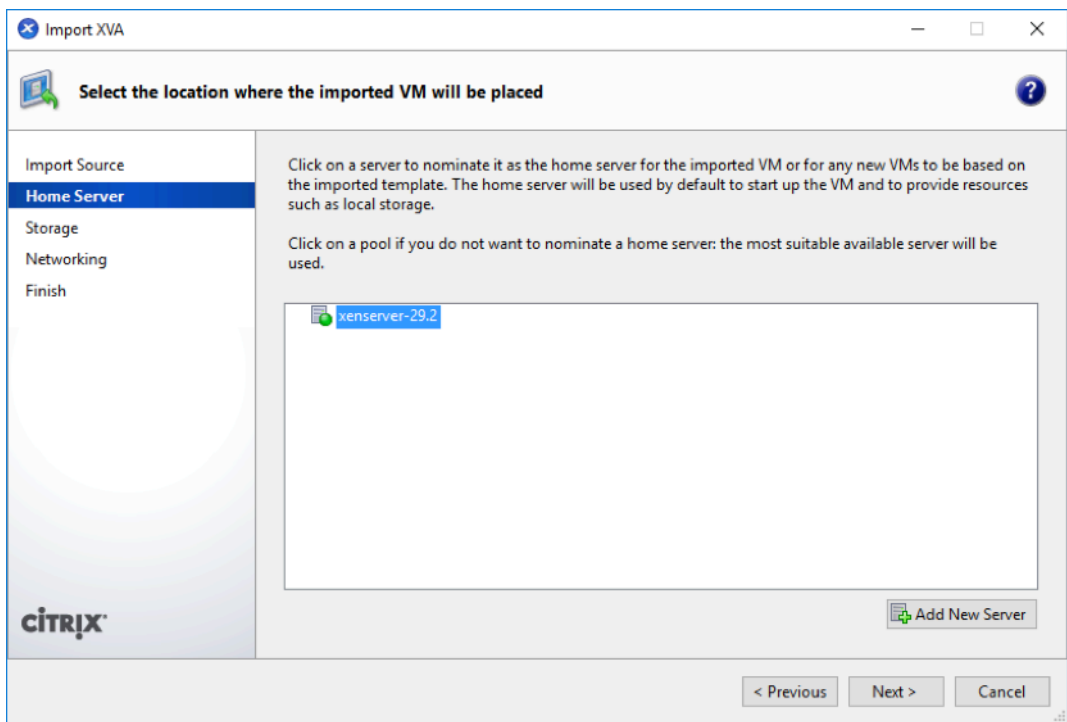 Import XVA
Select the location where the imported VM will be placed
?
Import Source
Home Server
Storage
Networking
Finish
Click on a server to nominate it as the home server for the imported VM or for any new VMs to be based on
the imported template. The home server will be used by default to start up the VM and to provide resources
such as local storage.
Click on a pool if you do not want to nominate a home server: the most suitable available server will be
used.
xenserver-29.2
Add New Server
CİTRIX
< Previous
Next >
Cancel